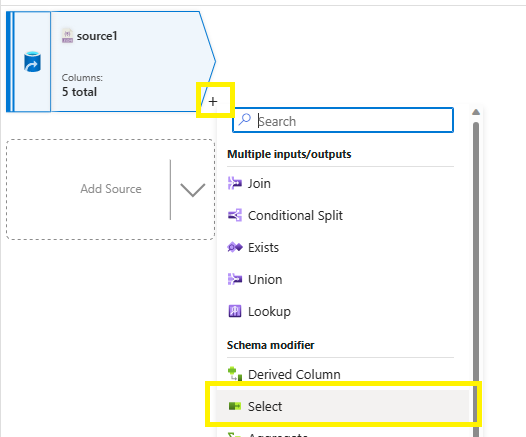 source1
Columns:
5 total
+
Search
Multiple inputs/outputs
Join
Conditional Split
Exists
Union
Lookup
Add Source
Schema modifier
Derived Column
Select
Aggregate